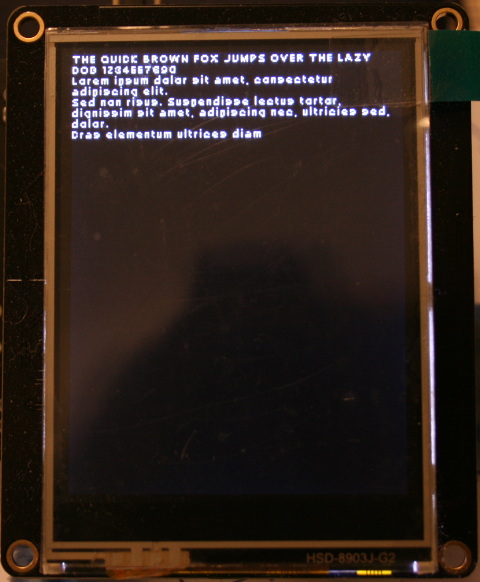 THE QUICK BROWN FOX JUMPS OVER THE LAZY
DOG 1234567890
Lorem ipsum dolor sit amet, consectetur
adipiscing elit.
Sed non risus. Suspendisse lectus tortor,
dignissim sit amet, adipiscing nec, ultricies sed,
dolor.
Cras elementum ultrices diam
HSD-8903J-G2